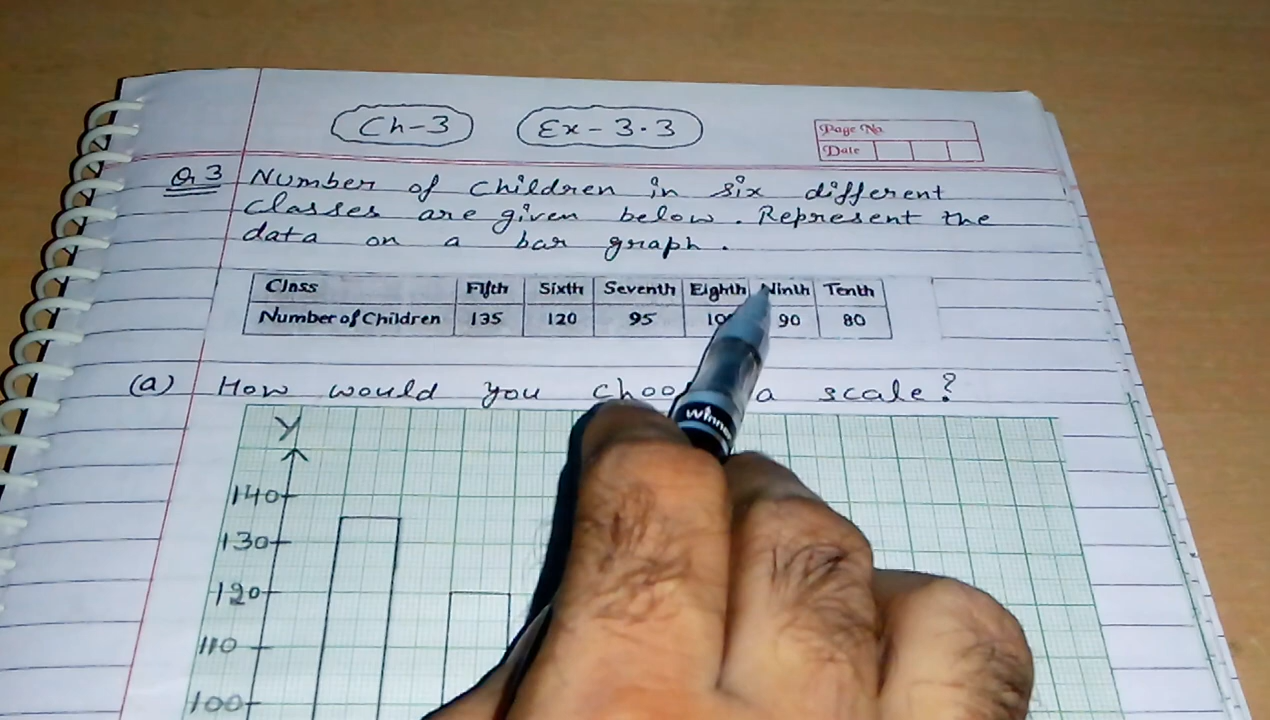 Ch-3 Ex-3.3
Page No.
Date
Q 3 Number of children in six different
classes are given below. Represent the
data on a bar graph.
Class Fifth Sixth Seventh Eighth Ninth Tenth
Number of Children 135 120 95 90 80
(a) How would you a scale?
Y
140
130
120
110
100